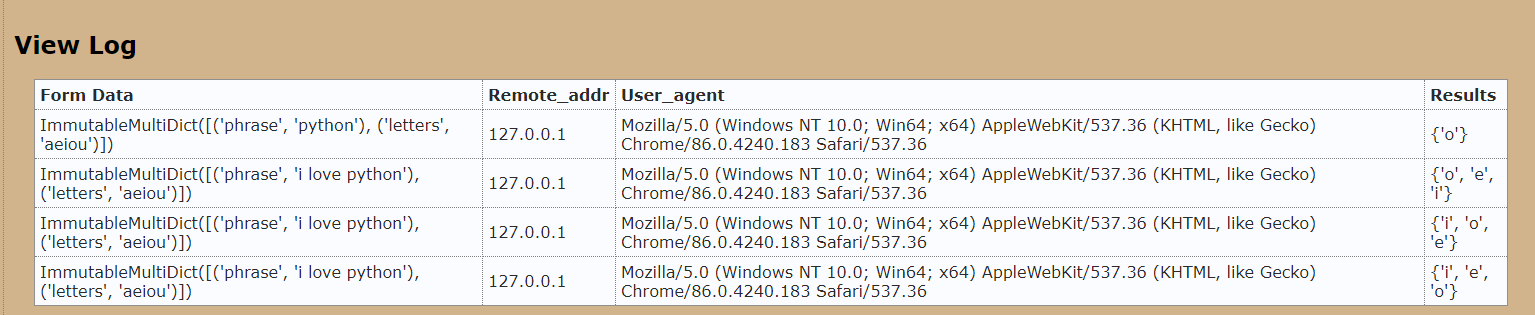 View Log
Form Data Remote_addr User_agent Results
ImmutableMultiDict([('phrase', 'python'), ('letters',
'aeiou')])
127.0.0.1
Mozilla/5.0 (Windows NT 10.0; Win64; x64) AppleWebKit/537.36 (KHTML, like Gecko)
Chrome/86.0.4240.183 Safari/537.36
{'o'}
ImmutableMultiDict([('phrase', 'i love python'),
('letters', 'aeiou')])
127.0.0.1
Mozilla/5.0 (Windows NT 10.0; Win64; x64) AppleWebKit/537.36 (KHTML, like Gecko)
Chrome/86.0.4240.183 Safari/537.36
{'o', 'e',
'i'}
ImmutableMultiDict([('phrase', 'i love python'),
('letters', 'aeiou')])
127.0.0.1
Mozilla/5.0 (Windows NT 10.0; Win64; x64) AppleWebKit/537.36 (KHTML, like Gecko)
Chrome/86.0.4240.183 Safari/537.36
{'i', 'o',
'e'}
ImmutableMultiDict([('phrase', 'i love python'),
('letters', 'aeiou')])
127.0.0.1
Mozilla/5.0 (Windows NT 10.0; Win64; x64) AppleWebKit/537.36 (KHTML, like Gecko)
Chrome/86.0.4240.183 Safari/537.36
{'i', 'e',
'o'}